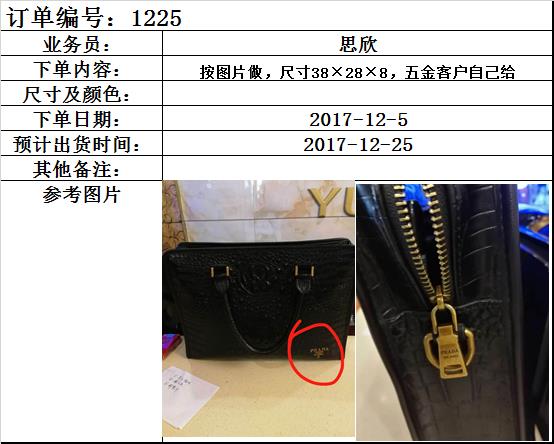 订单编号：1225
业务员： 思欣
下单内容： 按图片做，尺寸38×28×8，五金客户自己给
尺寸及颜色：
下单日期： 2017-12-5
预计出货时间： 2017-12-25
其他备注：
参考图片
YU
PRADA
PRADA